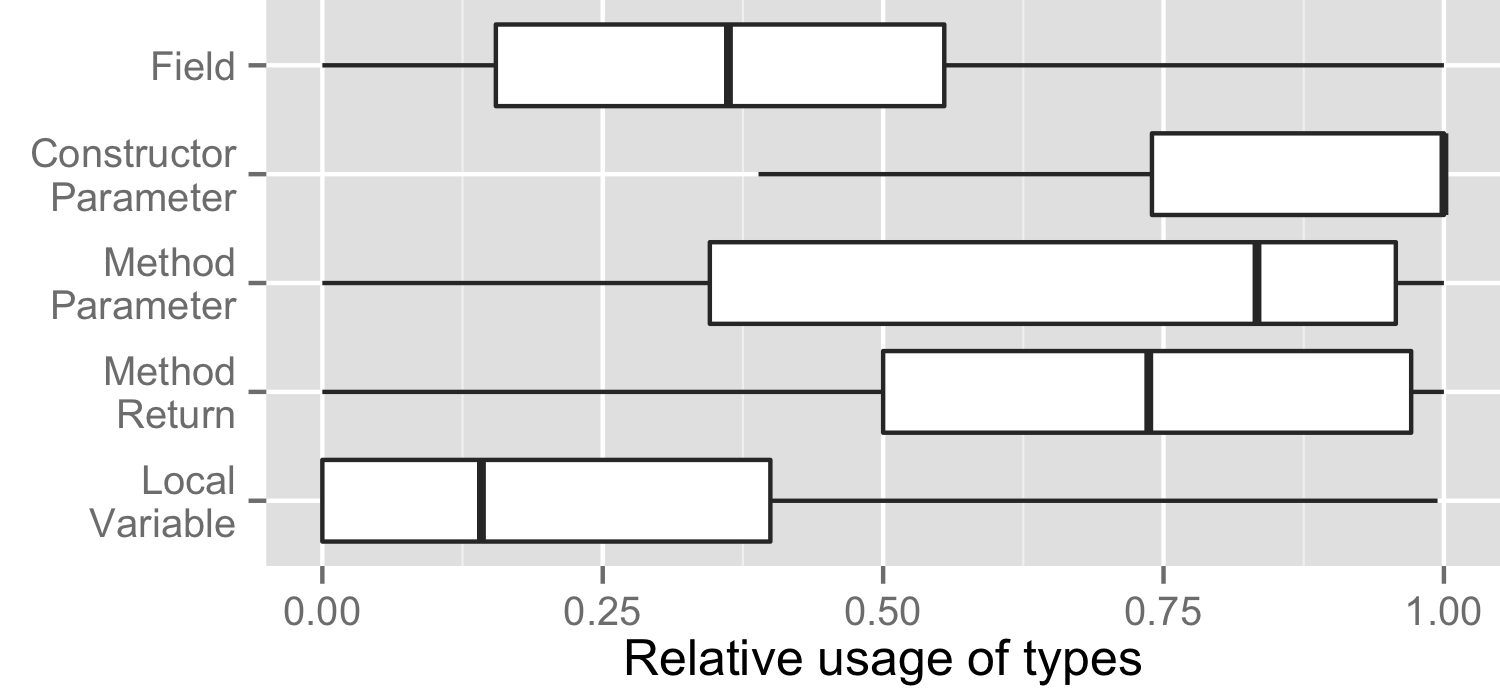 Field
Constructor
Parameter
Method
Parameter
Method
Return
Local
Variable
0.00 0.25 0.50 0.75 1.00
Relative usage of types